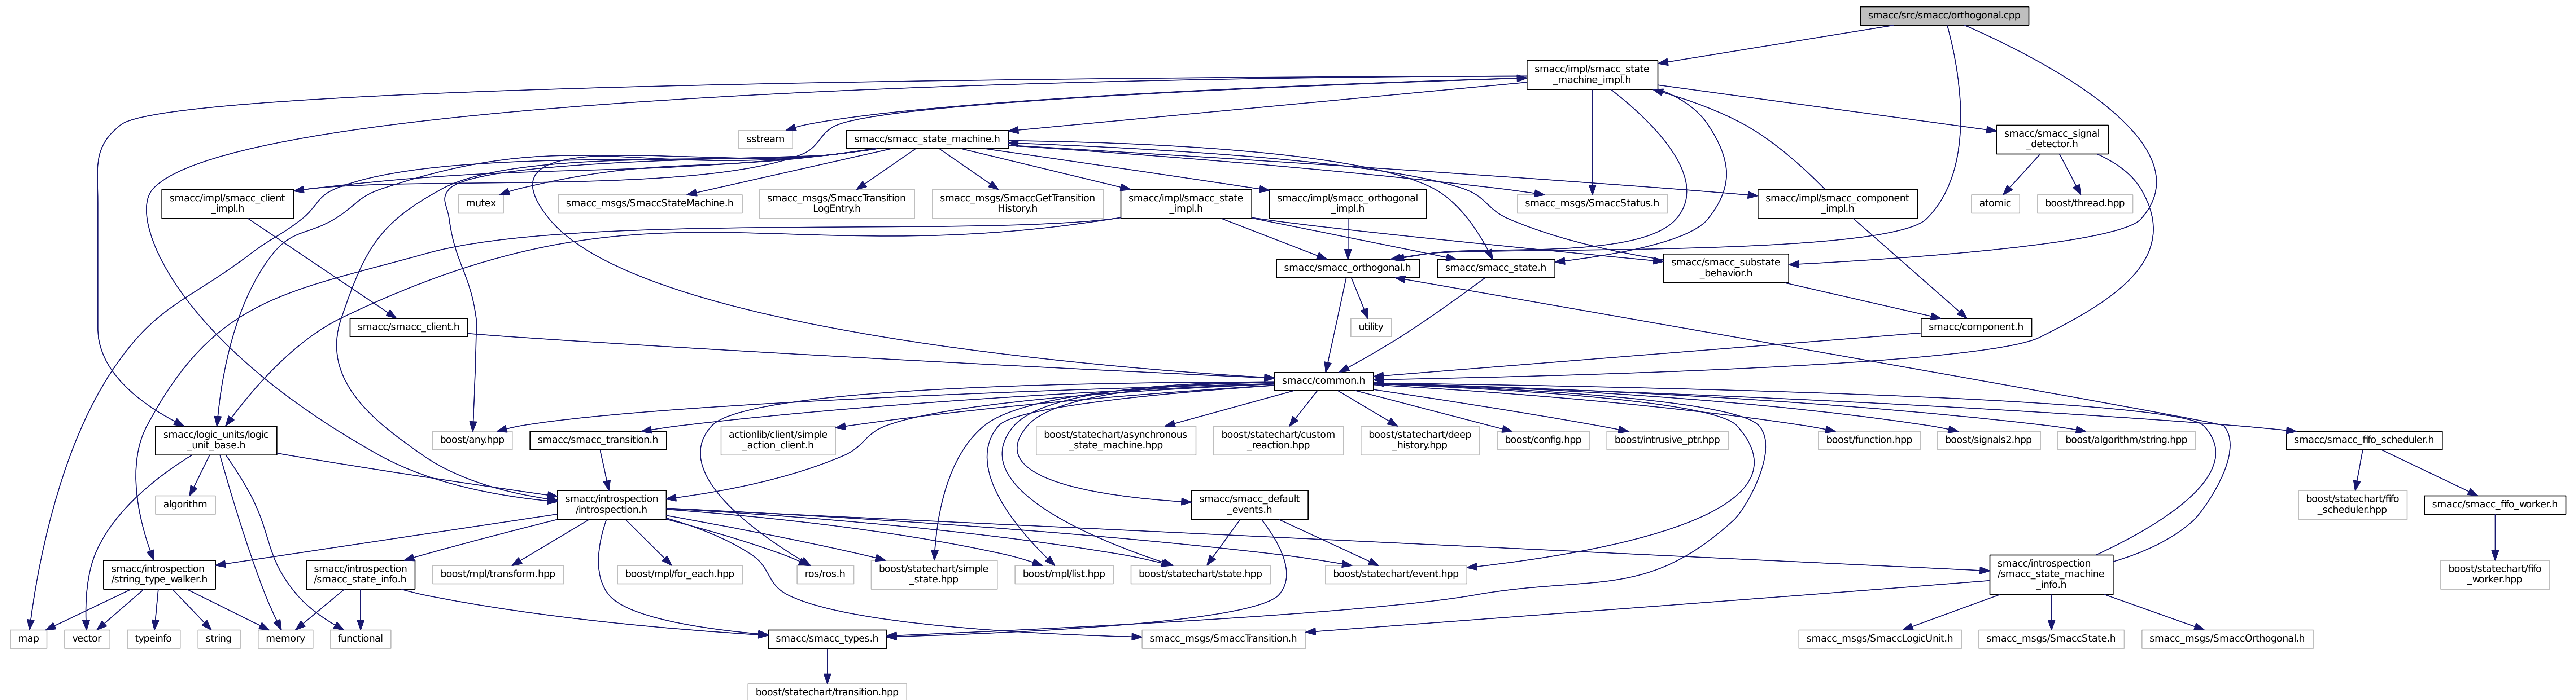 smacc/src/smacc/orthogonal.cpp
smacc/impl/smacc_state
_machine_impl.h
sstream
smacc/smacc_state_machine.h
smacc/smacc_signal
_detector.h
smacc/impl/smacc_client
_impl.h
mutex
smacc_msgs/SmaccStateMachine.h
smacc_msgs/SmaccTransition
LogEntry.h
smacc_msgs/SmaccGetTransition
History.h
smacc/impl/smacc_state
_impl.h
smacc/impl/smacc_orthogonal
_impl.h
smacc_msgs/SmaccStatus.h
smacc/impl/smacc_component
_impl.h
atomic
boost/thread.hpp
smacc/smacc_orthogonal.h
smacc/smacc_state.h
smacc/smacc_substate
_behavior.h
smacc/smacc_client.h
utility
smacc/component.h
smacc/common.h
smacc/logic_units/logic
_unit_base.h
boost/any.hpp
smacc/smacc_transition.h
actionlib/client/simple
_action_client.h
boost/statechart/asynchronous
_state_machine.hpp
boost/statechart/custom
_reaction.hpp
boost/statechart/deep
_history.hpp
boost/config.hpp
boost/intrusive_ptr.hpp
boost/function.hpp
boost/signals2.hpp
boost/algorithm/string.hpp
smacc/smacc_fifo_scheduler.h
algorithm
smacc/introspection
/introspection.h
smacc/smacc_default
_events.h
boost/statechart/fifo
_scheduler.hpp
smacc/smacc_fifo_worker.h
smacc/introspection
/string_type_walker.h
smacc/introspection
/smacc_state_info.h
boost/mpl/transform.hpp
boost/mpl/for_each.hpp
ros/ros.h
boost/statechart/simple
_state.hpp
boost/mpl/list.hpp
boost/statechart/state.hpp
boost/statechart/event.hpp
smacc/introspection
/smacc_state_machine
_info.h
boost/statechart/fifo
_worker.hpp
map
vector
typeinfo
string
memory
functional
smacc/smacc_types.h
smacc_msgs/SmaccTransition.h
smacc_msgs/SmaccLogicUnit.h
smacc_msgs/SmaccState.h
smacc_msgs/SmaccOrthogonal.h
boost/statechart/transition.hpp